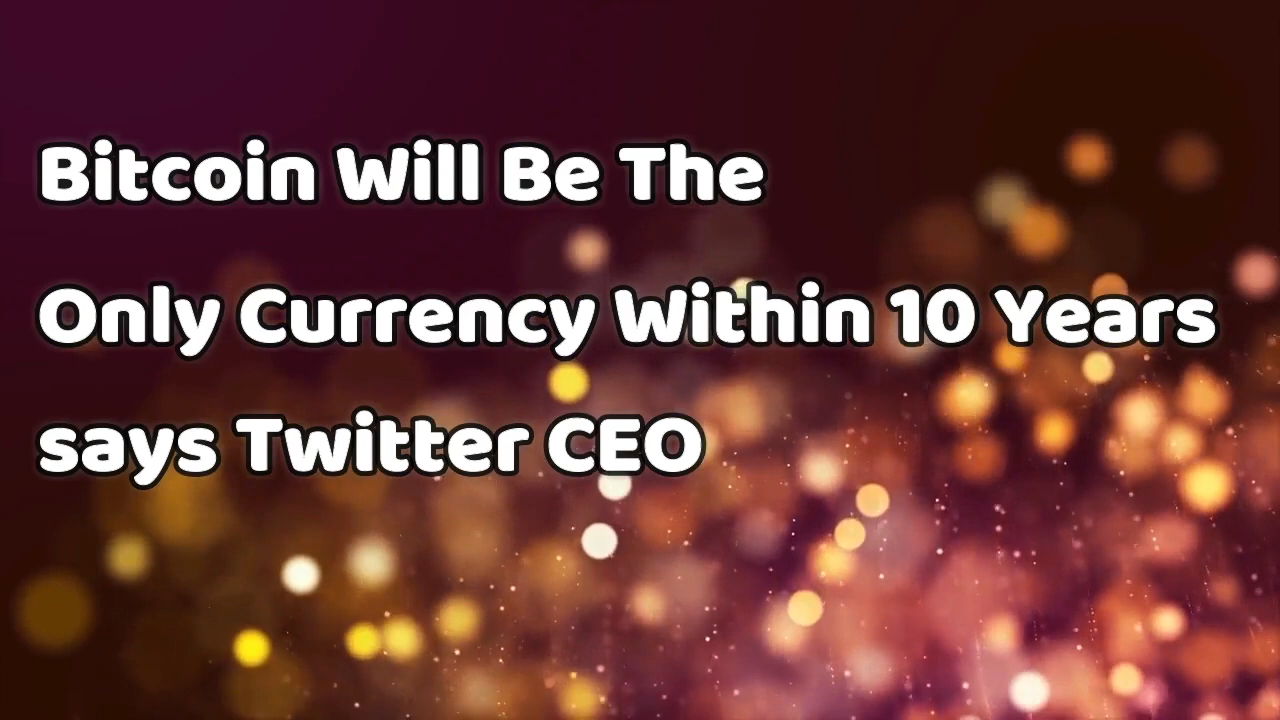 Bitcoin Will Be The
Only Currency Within 10 Years
says Twitter CEO